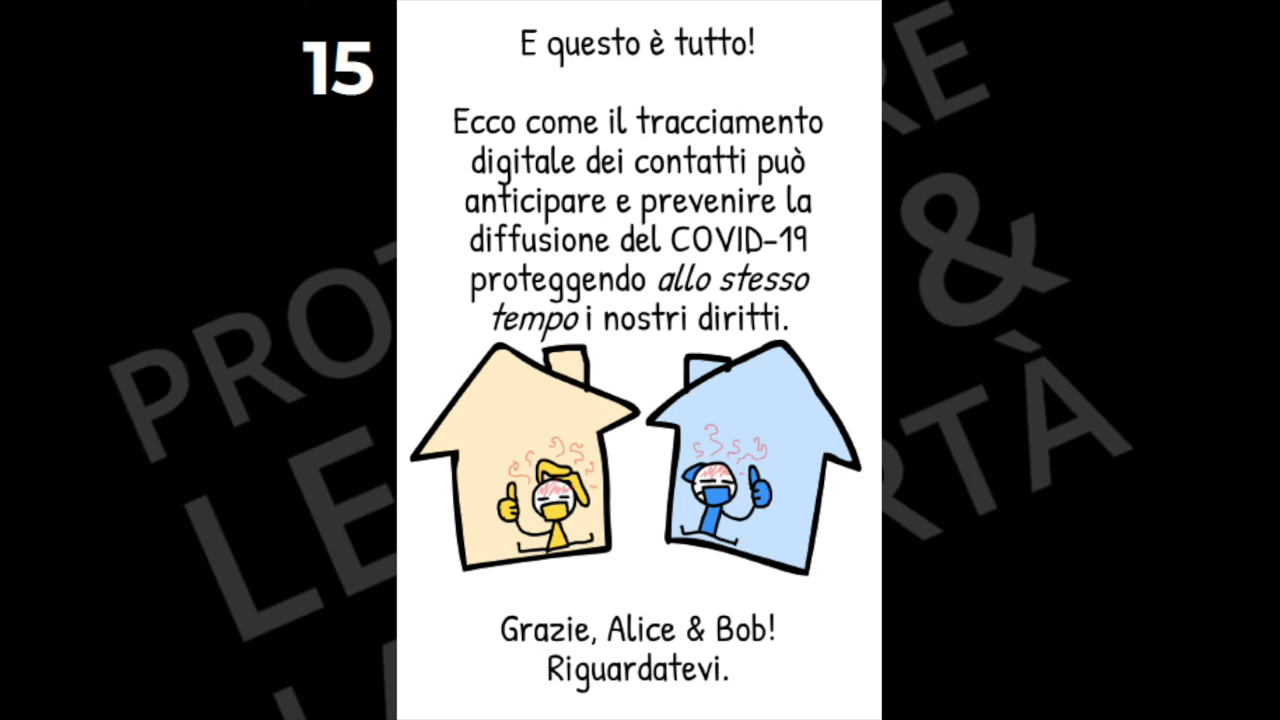 15
E questo è tutto!
Ecco come il tracciamento
digitale dei contatti può
anticipare e prevenire la
diffusione del COVID-19
proteggendo allo stesso
tempo i nostri diritti.
Grazie, Alice & Bob!
Riguardatevi.
&